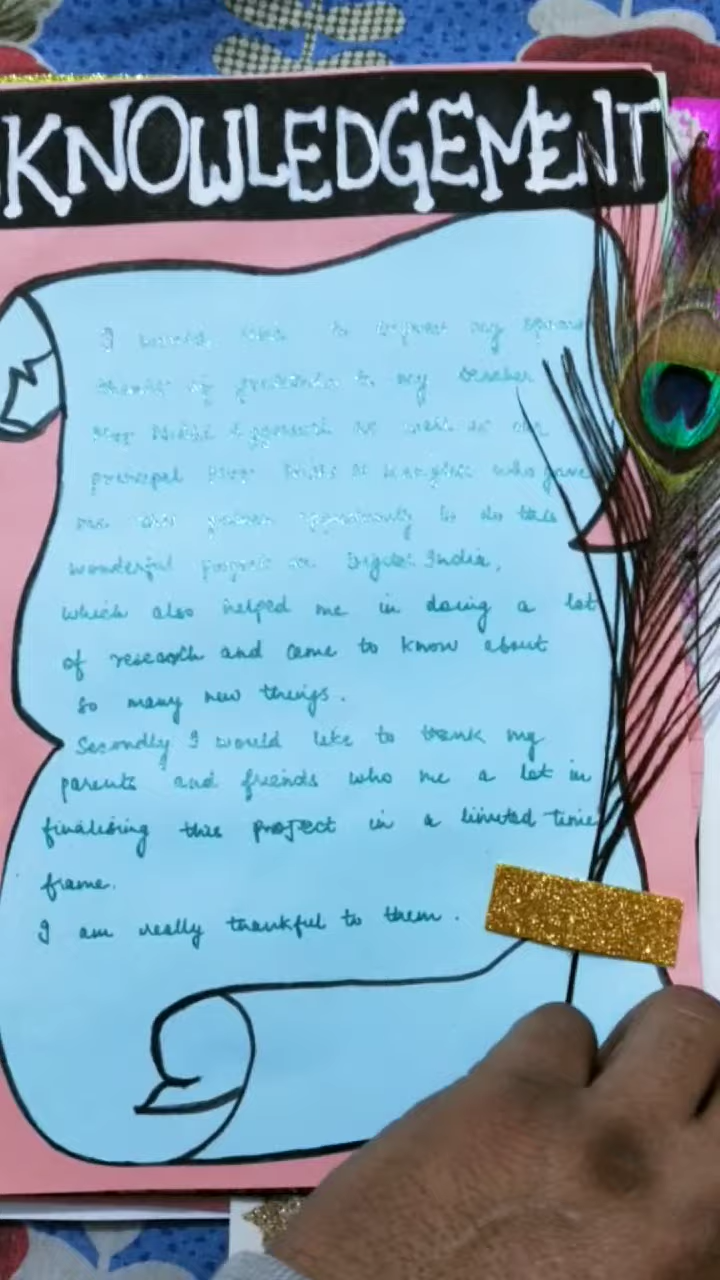 KNOWLEDGEMENT
I would like to express my
thanks of gratitude to my teacher
as well as our
principal who gave
me this golden opportunity to do this
wonderful project on Digital India,
which also helped me in doing a lot
of research and came to know about
so many new things.
Secondly I would like to thank my
parents and friends who me a lot in
finalising this project in a limited time
frame.
I am really thankful to them.